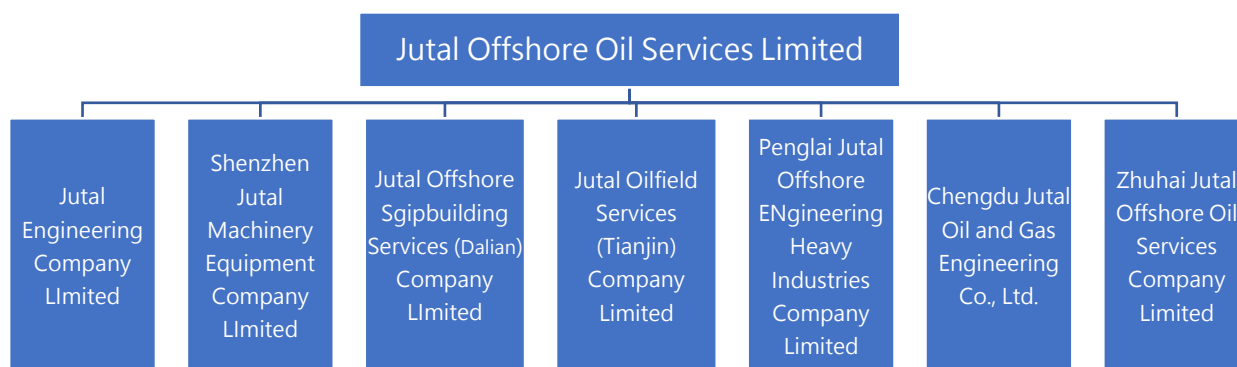 Jutal Offshore Oil Services Limited
Jutal
Engineering
Company
LImited
Shenzhen
Jutal
Machinery
Equipment
Company
LImited
Jutal Offshore
Sgipbuilding
Services (Dalian)
Company
LImited
Jutal Oilfield
Services
(Tianjin)
Company
Limited
Penglai Jutal
Offshore
ENgineering
Heavy
Industries
Company
Limited
Chengdu Jutal
Oil and Gas
Engineering
Co., Ltd.
Zhuhai Jutal
Offshore Oil
Services
Company
Limited